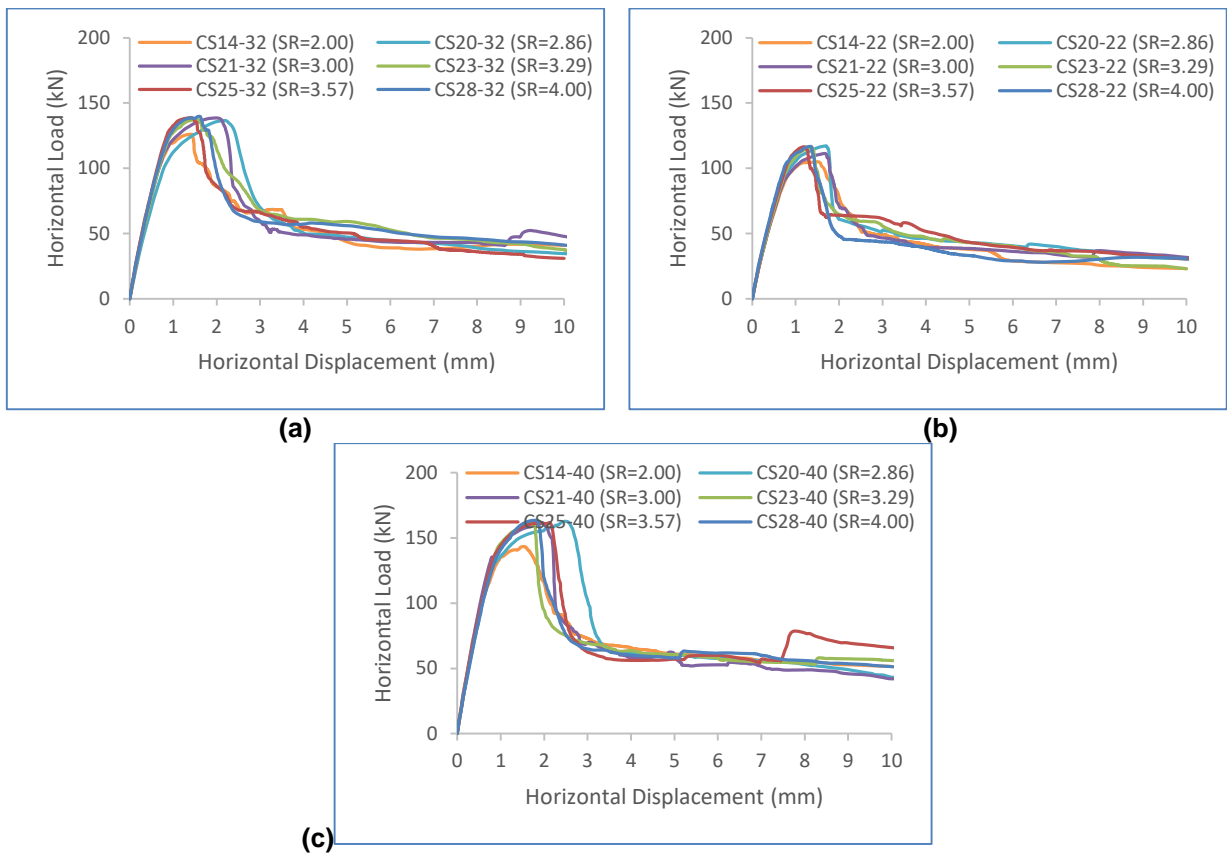 200
150
100
50
0
Horizontal Load (kN)
CS14-32 (SR=2.00) CS20-32 (SR=2.86)
CS21-32 (SR=3.00) CS23-32 (SR=3.29)
CS25-32 (SR=3.57) CS28-32 (SR=4.00)
0 1 2 3 4 5 6 7 8 9 10
Horizontal Displacement (mm)
(a)
200
150
100
50
0
Horizontal Load (kN)
CS14-22 (SR=2.00) CS20-22 (SR=2.86)
CS21-22 (SR=3.00) CS23-22 (SR=3.29)
CS25-22 (SR=3.57) CS28-22 (SR=4.00)
0 1 2 3 4 5 6 7 8 9 10
Horizontal Displacement (mm)
(b)
200
150
100
50
0
Horizontal Load (kN)
CS14-40 (SR=2.00) CS20-40 (SR=2.86)
CS21-40 (SR=3.00) CS23-40 (SR=3.29)
CS25-40 (SR=3.57) CS28-40 (SR=4.00)
0 1 2 3 4 5 6 7 8 9 10
Horizontal Displacement (mm)
(c)